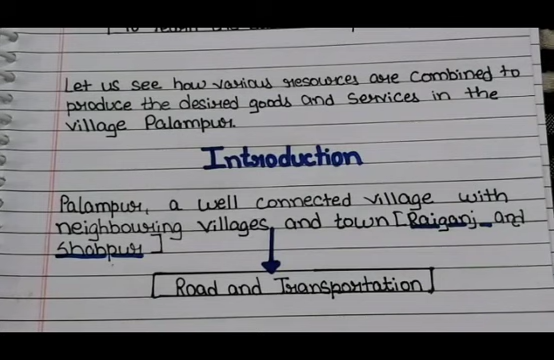 Let us see how various resources are combined to
produce the desired goods and services in the
village Palampur.
Introduction
Palampur, a well connected village with
neighbouring villages and town [Raiganj and
Shahpur]
Road and Transportation